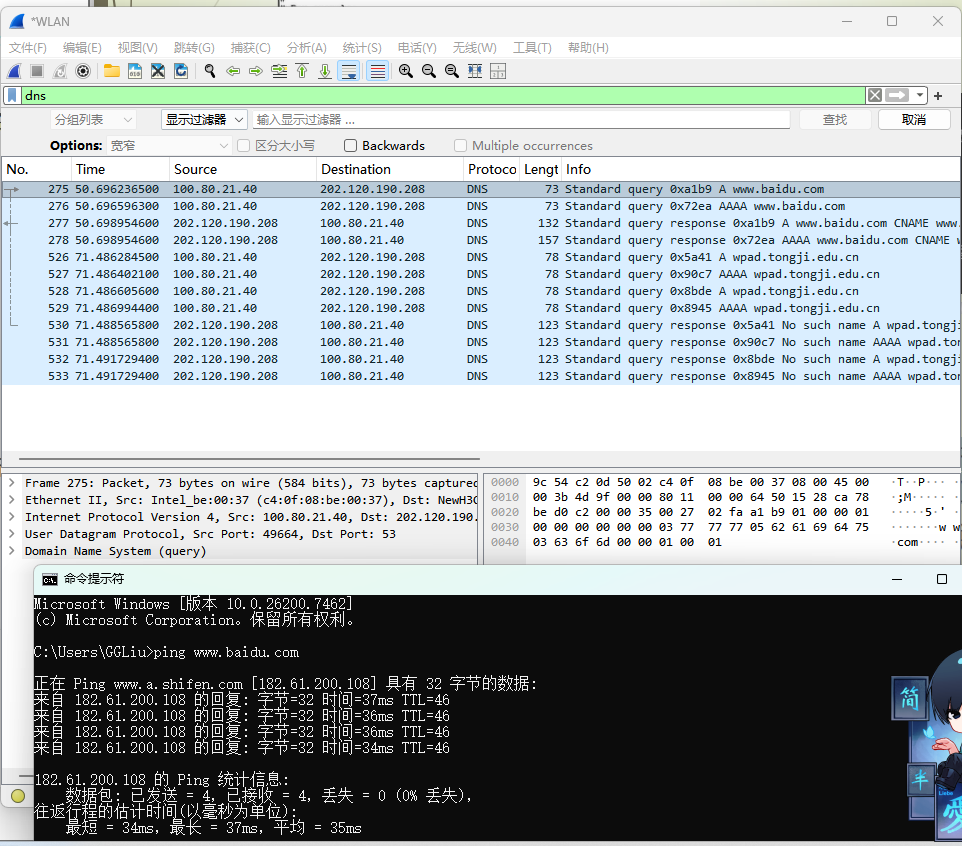 *WLAN
文件(F) 编辑(E) 视图(V) 跳转(G) 捕获(C) 分析(A) 统计(S) 电话(Y) 无线(W) 工具(T) 帮助(H)
dns
分组列表 显示过滤器 输入显示过滤器 … 查找 取消
Options: 宽窄 区分大小写 Backwards Multiple occurrences
No. Time Source Destination Protoco Lengt Info
275 50.696236500 100.80.21.40 202.120.190.208 DNS 73 Standard query 0xa1b9 A www.baidu.com
276 50.696596300 100.80.21.40 202.120.190.208 DNS 73 Standard query 0x72ea AAAA www.baidu.com
277 50.698954600 202.120.190.208 100.80.21.40 DNS 132 Standard query response 0xa1b9 A www.baidu.com CNAME www.
278 50.698954600 202.120.190.208 100.80.21.40 DNS 157 Standard query response 0x72ea AAAA www.baidu.com CNAME w
526 71.486284500 100.80.21.40 202.120.190.208 DNS 78 Standard query 0x5a41 A wpad.tongji.edu.cn
527 71.486402100 100.80.21.40 202.120.190.208 DNS 78 Standard query 0x90c7 AAAA wpad.tongji.edu.cn
528 71.486605600 100.80.21.40 202.120.190.208 DNS 78 Standard query 0x8bde A wpad.tongji.edu.cn
529 71.486994400 100.80.21.40 202.120.190.208 DNS 78 Standard query 0x8945 AAAA wpad.tongji.edu.cn
530 71.488565800 202.120.190.208 100.80.21.40 DNS 123 Standard query response 0x5a41 No such name A wpad.tongji
531 71.488565800 202.120.190.208 100.80.21.40 DNS 123 Standard query response 0x90c7 No such name AAAA wpad.ton
532 71.491729400 202.120.190.208 100.80.21.40 DNS 123 Standard query response 0x8bde No such name A wpad.tongji
533 71.491729400 202.120.190.208 100.80.21.40 DNS 123 Standard query response 0x8945 No such name AAAA wpad.ton
Frame 275: Packet, 73 bytes on wire (584 bits), 73 bytes captured
Ethernet II, Src: Intel_be:00:37 (c4:0f:08:be:00:37), Dst: NewH3C
Internet Protocol Version 4, Src: 100.80.21.40, Dst: 202.120.190.
User Datagram Protocol, Src Port: 49664, Dst Port: 53
Domain Name System (query)
0000 9c 54 c2 0d 50 02 c4 0f 08 be 00 37 08 00 45 00 ·T··P···
0010 00 3b 4d 9f 00 00 80 11 00 00 64 50 15 28 ca 78 ·;M·····
0020 be d0 c2 00 00 35 00 27 02 fa a1 b9 01 00 00 01 ·····5·'
0030 00 00 00 00 00 00 03 77 77 77 05 62 61 69 64 75 ·······w w
0040 03 63 6f 6d 00 00 01 00 01 ·com····
命令提示符
Microsoft Windows [版本 10.0.26200.7462]
(c) Microsoft Corporation。保留所有权利。
C:\Users\GGLiu>ping www.baidu.com
正在 Ping www.a.shifen.com [182.61.200.108] 具有 32 字节的数据:
来自 182.61.200.108 的回复: 字节=32 时间=37ms TTL=46
来自 182.61.200.108 的回复: 字节=32 时间=36ms TTL=46
来自 182.61.200.108 的回复: 字节=32 时间=36ms TTL=46
来自 182.61.200.108 的回复: 字节=32 时间=34ms TTL=46
182.61.200.108 的 Ping 统计信息:
数据包: 已发送 = 4，已接收 = 4，丢失 = 0 (0% 丢失)，
往返行程的估计时间(以毫秒为单位):
最短 = 34ms，最长 = 37ms，平均 = 35ms
简
半
愛